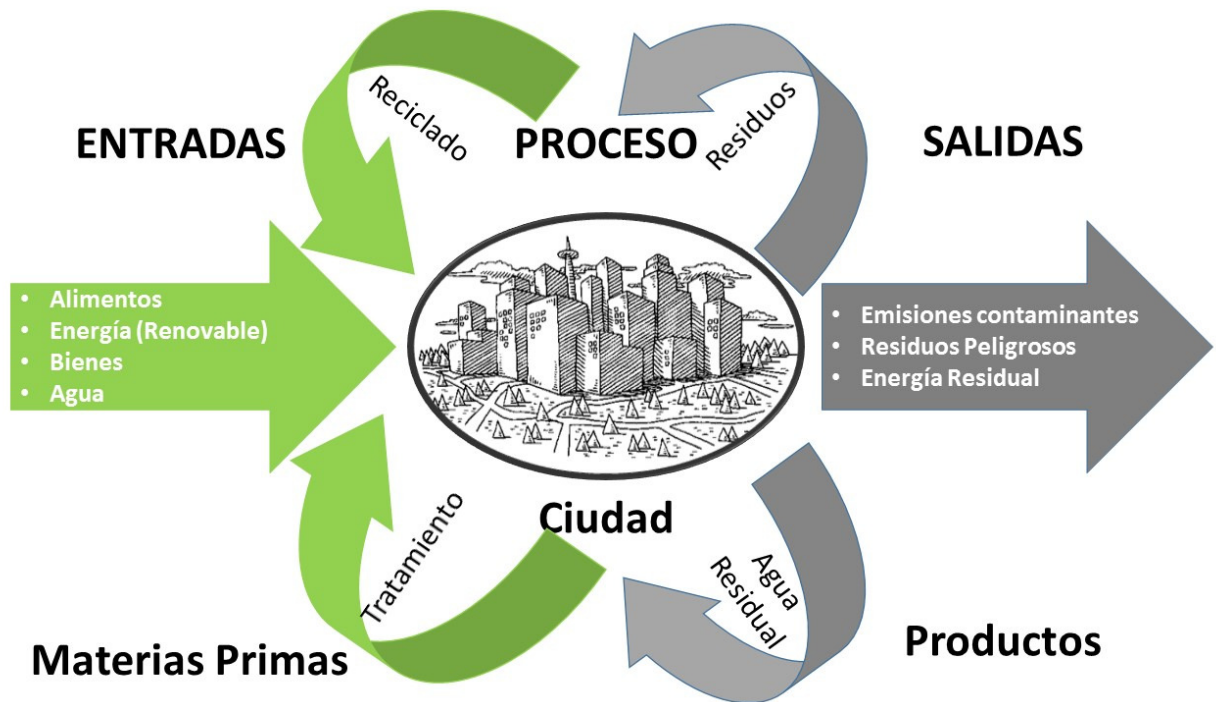 Reciclado
Residuos
ENTRADAS
PROCESO
SALIDAS
• Alimentos
• Energía (Renovable)
• Bienes
• Agua
• Emisiones contaminantes
• Residuos Peligrosos
• Energía Residual
Ciudad
Tratamiento
Agua
Residual
Materias Primas
Productos